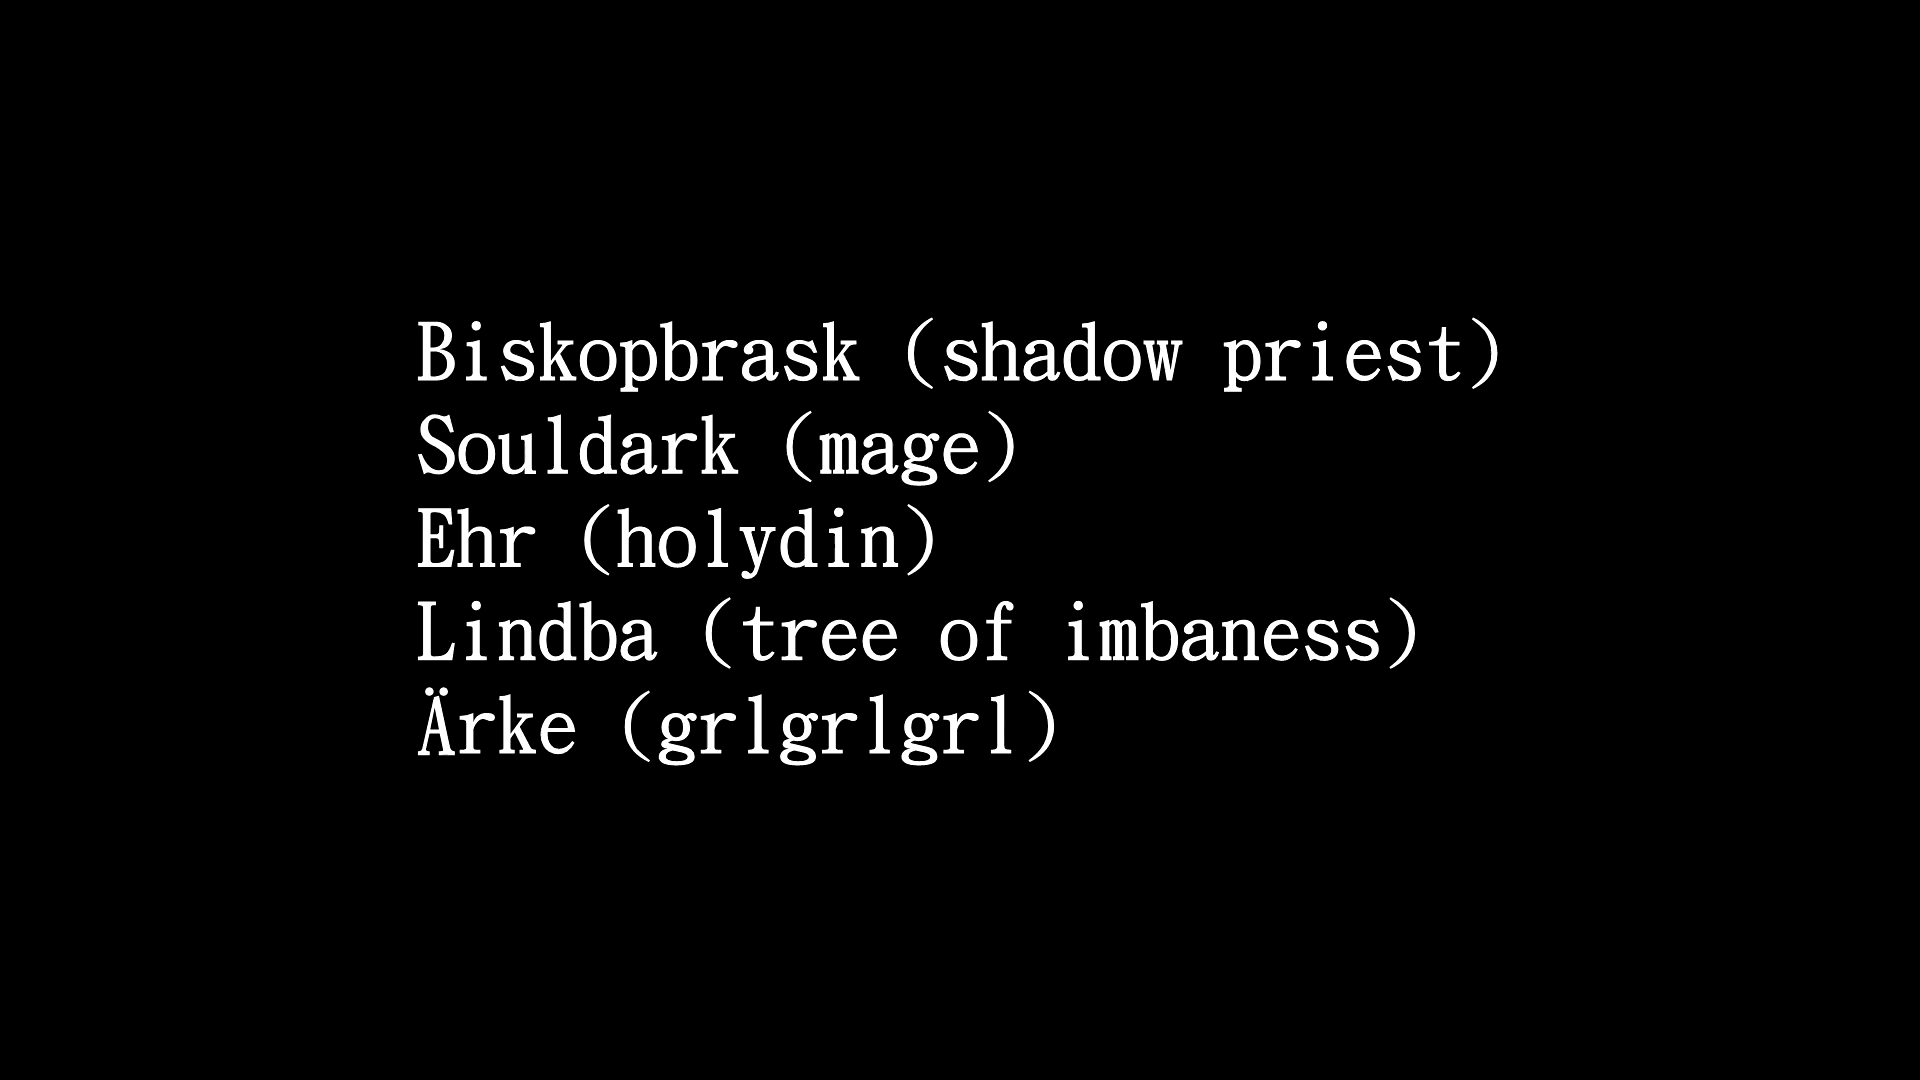 Biskopbrask (shadow priest)
Souldark (mage)
Ehr (holydin)
Lindba (tree of imbaness)
Ärke (grlgrlgrl)